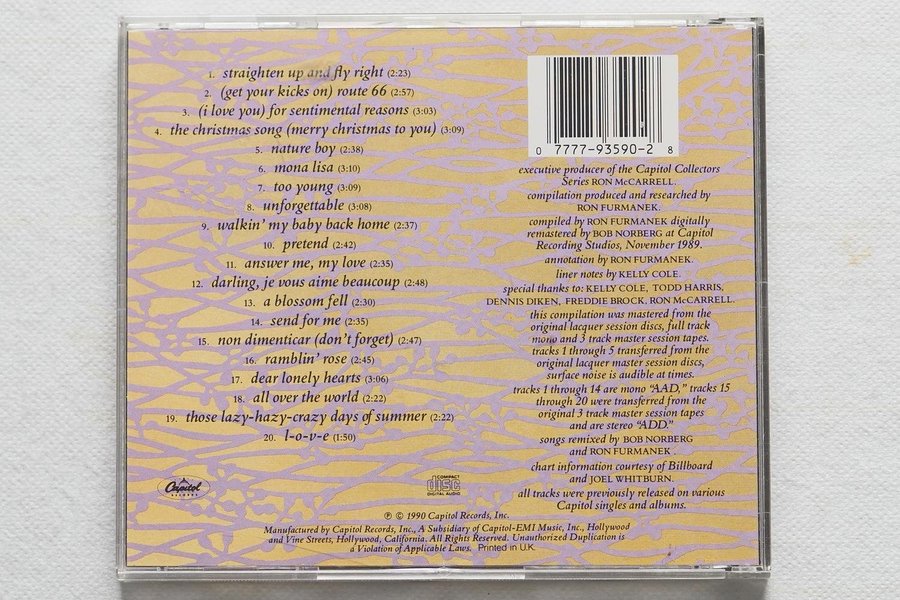 1. straighten up and fly right (2:23)
2. (get your kicks on) route 66 (2:57)
3. (i love you) for sentimental reasons (3:03)
4. the christmas song (merry christmas to you) (3:09)
5. nature boy (2:38)
6. mona lisa (3:10)
7. too young (3:09)
8. unforgettable (3:08)
9. walkin' my baby back home (2:37)
10. pretend (2:42)
11. answer me, my love (2:35)
12. darling, je vous aime beaucoup (2:48)
13. a blossom fell (2:30)
14. send for me (2:35)
15. non dimenticar (don't forget) (2:47)
16. ramblin' rose (2:45)
17. dear lonely hearts (3:06)
18. all over the world (2:22)
19. those lazy-hazy-crazy days of summer (2:22)
20. l-o-v-e (1:50)
0 7777-93590-2 8
executive producer of the Capitol Collectors
Series RON McCARRELL.
compilation produced and researched by
RON FURMANEK.
compiled by RON FURMANEK digitally
remastered by BOB NORBERG at Capitol
Recording Studios, November 1989.
annotation by RON FURMANEK.
liner notes by KELLY COLE.
special thanks to: KELLY COLE, TODD HARRIS,
DENNIS DIKEN, FREDDIE BROCK, RON McCARRELL.
this compilation was mastered from the
original lacquer session discs, full track
mono and 3 track master session tapes.
tracks 1 through 5 transferred from the
original lacquer master session discs,
surface noise is audible at times.
tracks 1 through 14 are mono "AAD," tracks 15
through 20 were transferred from the
original 3 track master session tapes
and are stereo "ADD."
songs remixed by BOB NORBERG
and RON FURMANEK .
chart information courtesy of Billboard
and JOEL WHITBURN.
all tracks were previously released on various
Capitol singles and albums.
Capitol
RECORDS
COMPACT
disc
DIGITAL AUDIO
℗ © 1990 Capitol Records, Inc.
Manufactured by Capitol Records, Inc., A Subsidiary of Capitol-EMI Music, Inc., Hollywood
and Vine Streets, Hollywood, California. All Rights Reserved. Unauthorized Duplication is
a Violation of Applicable Laws. Printed in U.K.